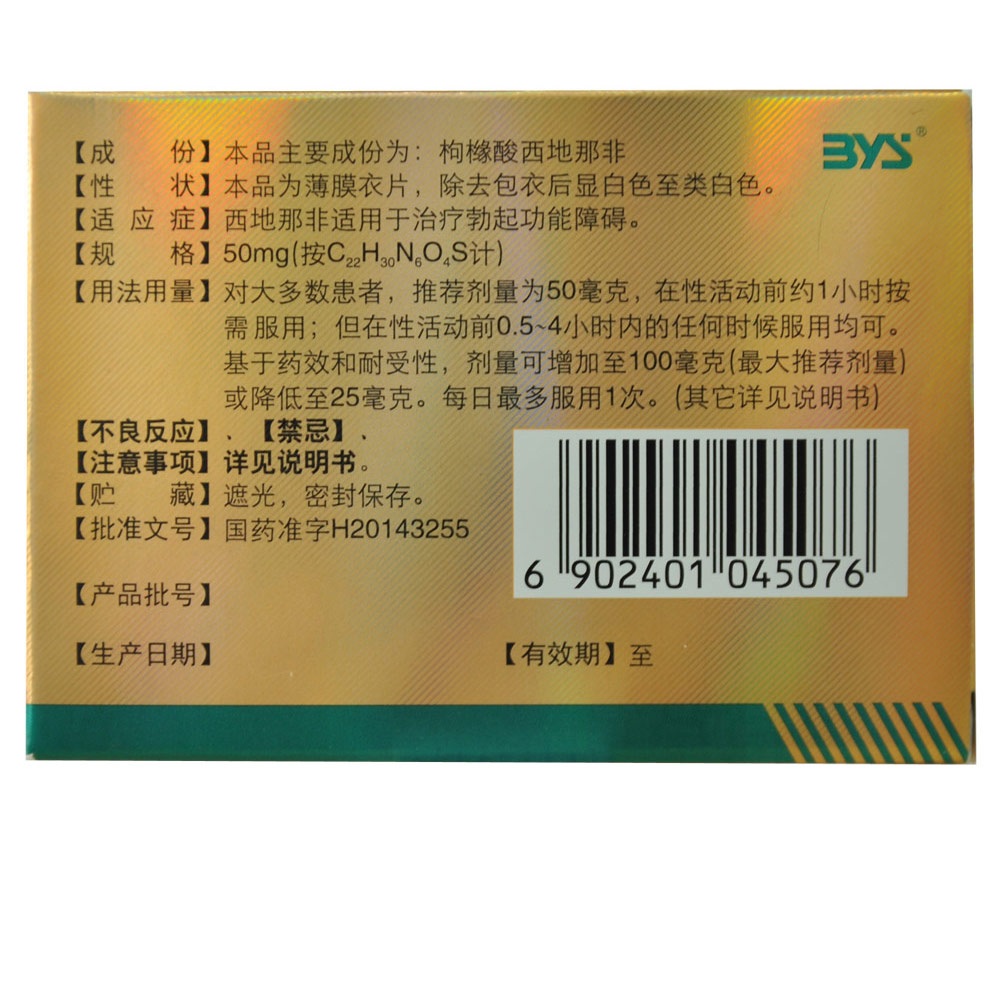 BYS®
【成份】本品主要成份为：枸橼酸西地那非
【性状】本品为薄膜衣片，除去包衣后显白色至类白色。
【适应症】西地那非适用于治疗勃起功能障碍。
【规格】50mg(按C₂₂H₃₀N₆O₄S计)
【用法用量】对大多数患者，推荐剂量为50毫克，在性活动前约1小时按
需服用；但在性活动前0.5~4小时内的任何时候服用均可。
基于药效和耐受性，剂量可增加至100毫克(最大推荐剂量)
或降低至25毫克。每日最多服用1次。(其它详见说明书)
【不良反应】、【禁忌】、
【注意事项】详见说明书。
【贮藏】遮光，密封保存。
【批准文号】国药准字H20143255
6 902401 045076
【产品批号】
【生产日期】
【有效期】至